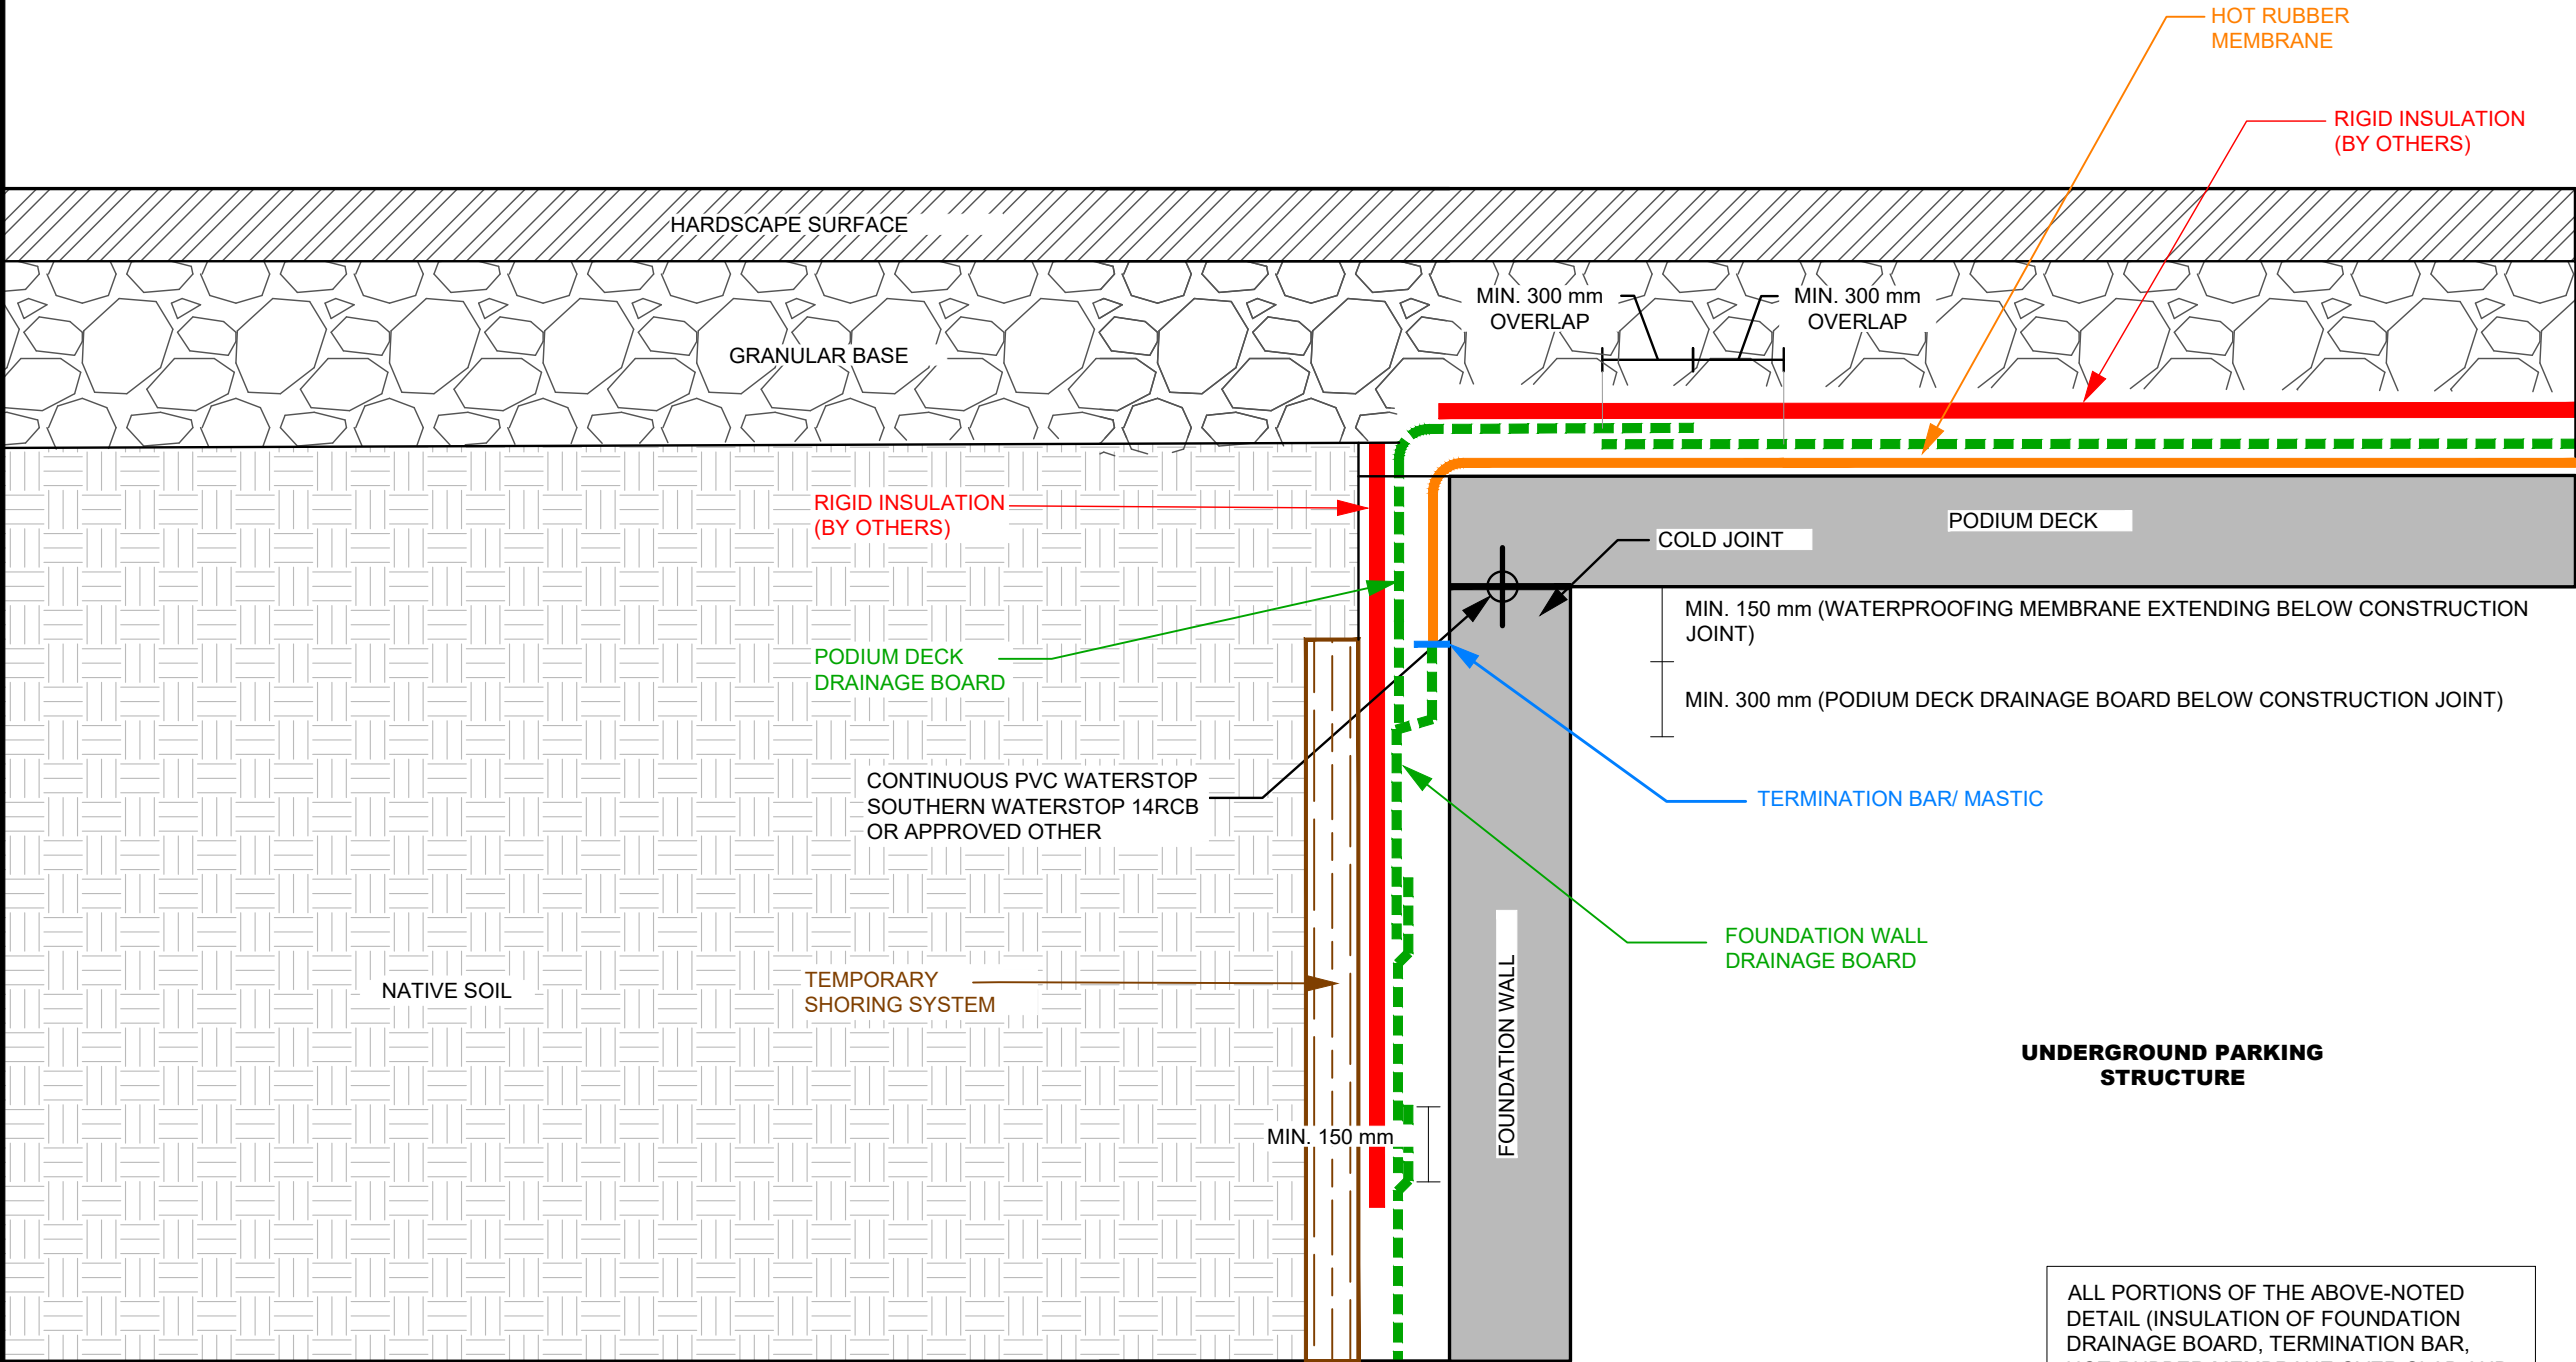 HOT RUBBER
MEMBRANE
RIGID INSULATION
(BY OTHERS)
HARDSCAPE SURFACE
MIN. 300 mm
OVERLAP
MIN. 300 mm
OVERLAP
GRANULAR BASE
RIGID INSULATION
(BY OTHERS)
PODIUM DECK
COLD JOINT
MIN. 150 mm (WATERPROOFING MEMBRANE EXTENDING BELOW CONSTRUCTION
JOINT)
PODIUM DECK
DRAINAGE BOARD
MIN. 300 mm (PODIUM DECK DRAINAGE BOARD BELOW CONSTRUCTION JOINT)
CONTINUOUS PVC WATERSTOP
SOUTHERN WATERSTOP 14RCB
OR APPROVED OTHER
TERMINATION BAR/ MASTIC
FOUNDATION WALL
DRAINAGE BOARD
NATIVE SOIL
TEMPORARY
SHORING SYSTEM
FOUNDATION WALL
UNDERGROUND PARKING
STRUCTURE
MIN. 150 mm
ALL PORTIONS OF THE ABOVE-NOTED
DETAIL (INSULATION OF FOUNDATION
DRAINAGE BOARD, TERMINATION BAR,